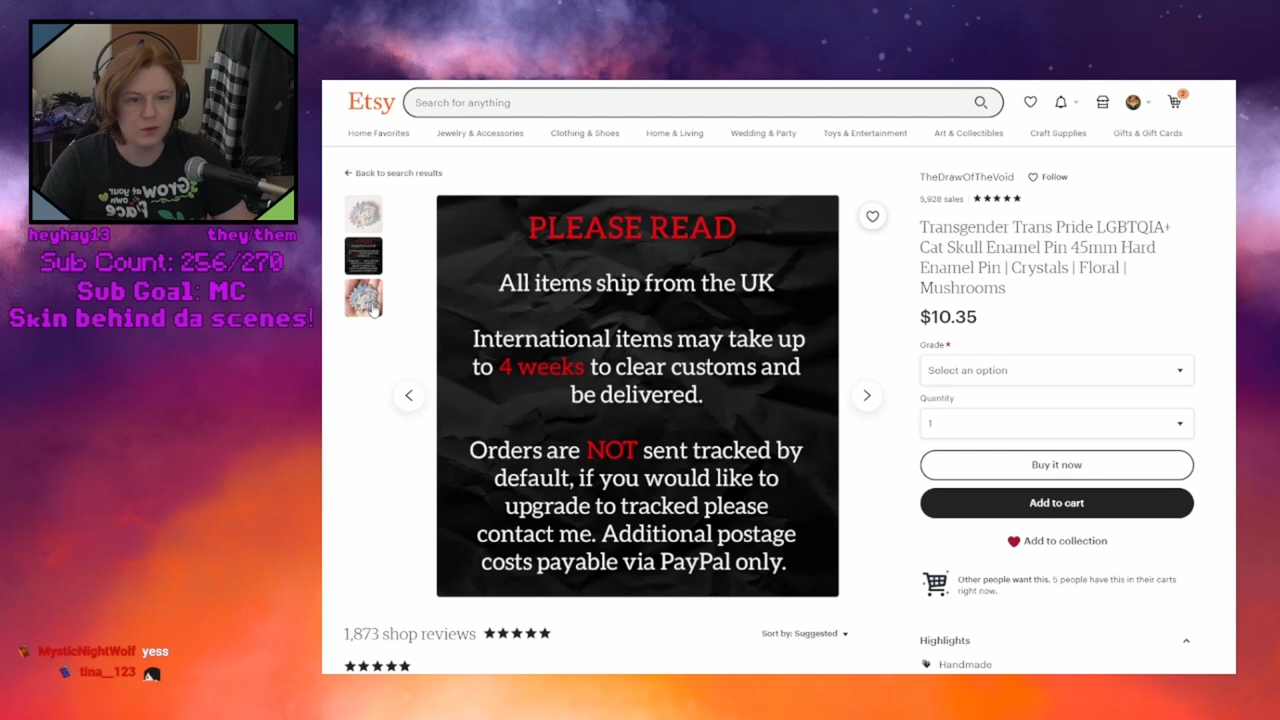 heyhay13
they/them
Sub Count: 256/270
Sub Goal: MC
Skin behind da scenes!
Grow at your
own
Pace
MysticNightWolf yess
tina__123
Etsy
Search for anything
2
Home Favorites
Jewelry & Accessories
Clothing & Shoes
Home & Living
Wedding & Party
Toys & Entertainment
Art & Collectibles
Craft Supplies
Gifts & Gift Cards
Back to search results
PLEASE READ
All items ship from the UK
International items may take up
to 4 weeks to clear customs and
be delivered.
Orders are NOT sent tracked by
default, if you would like to
upgrade to tracked please
contact me. Additional postage
costs payable via PayPal only.
1,873 shop reviews
Sort by: Suggested
TheDrawOfTheVoid
Follow
5,928 sales
Transgender Trans Pride LGBTQIA+
Cat Skull Enamel Pin 45mm Hard
Enamel Pin | Crystals | Floral |
Mushrooms
$10.35
Grade *
Select an option
Quantity
1
Buy it now
Add to cart
Add to collection
Other people want this. 5 people have this in their carts
right now.
Highlights
Handmade